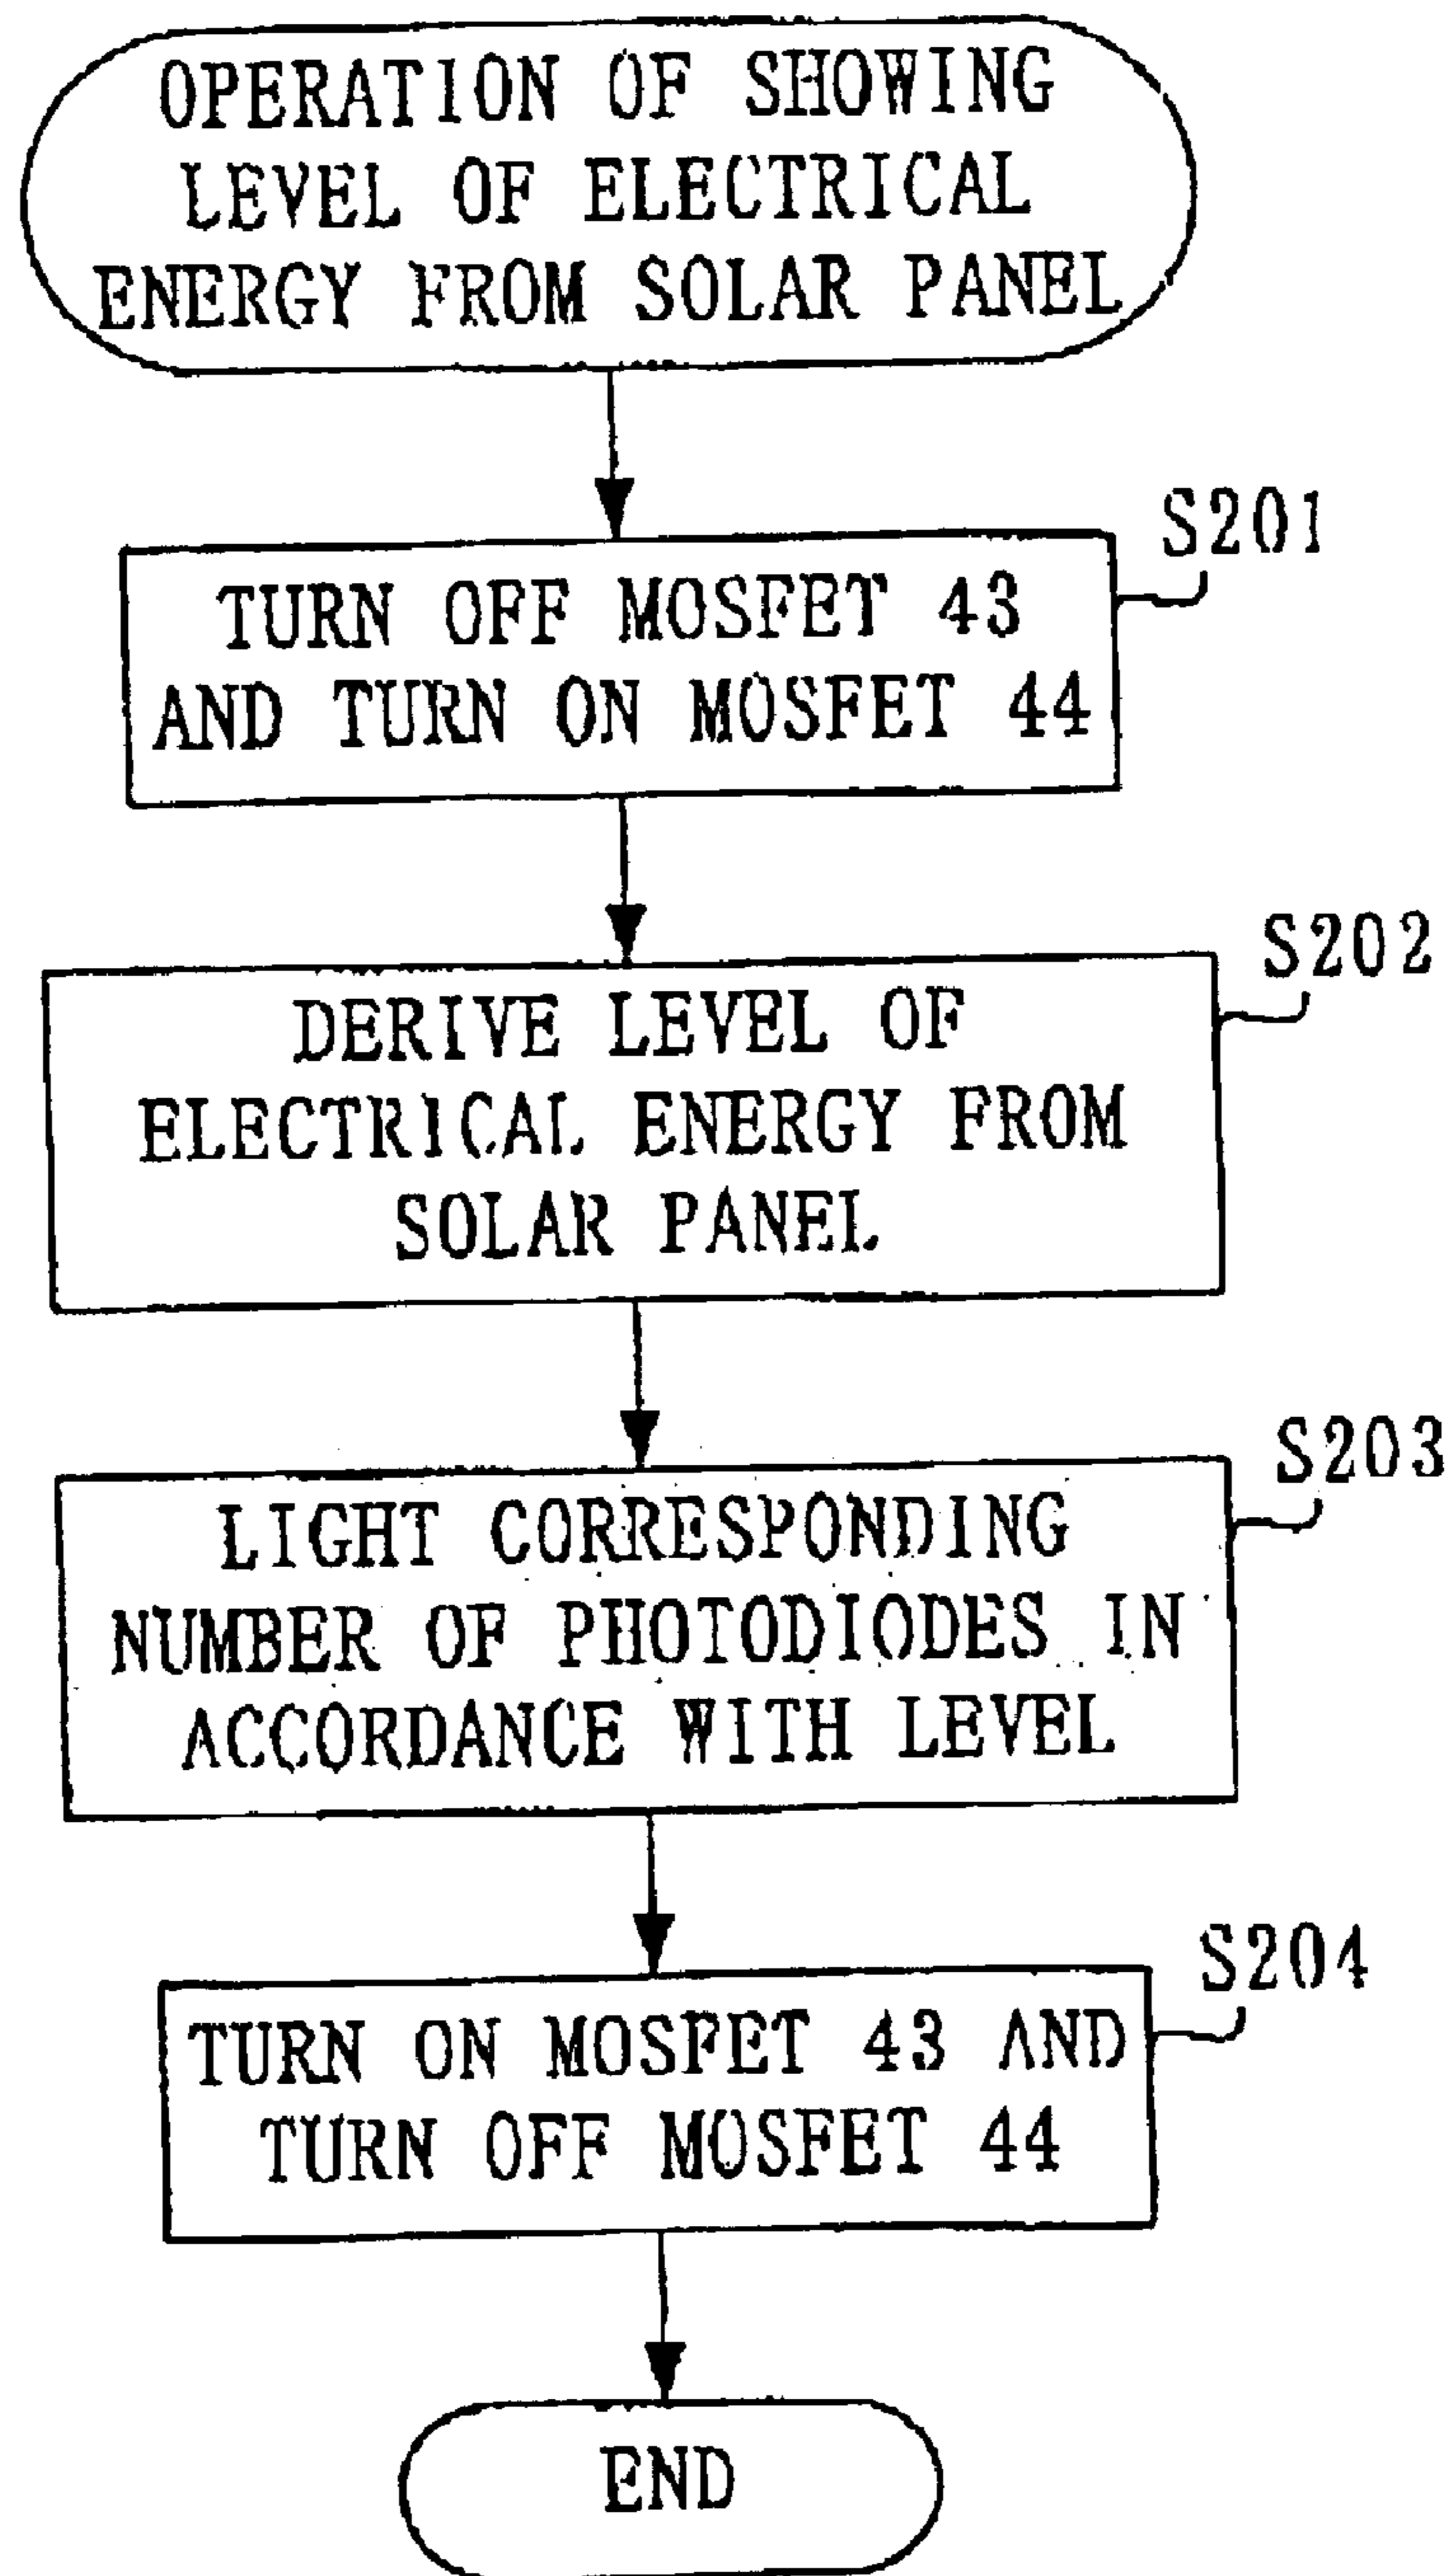 OPERATION OF SHOWING
LEVEL OF ELECTRICAL
ENERGY FROM SOLAR PANEL
S201
TURN OFF MOSFET 43
AND TURN ON MOSFET 44
S202
DERIVE LEVEL OF
ELECTRICAL ENERGY FROM
SOLAR PANEL
S203
LIGHT CORRESPONDING
NUMBER OF PHOTODIODES IN
ACCORDANCE WITH LEVEL
S204
TURN ON MOSFET 43 AND
TURN OFF MOSFET 44
END